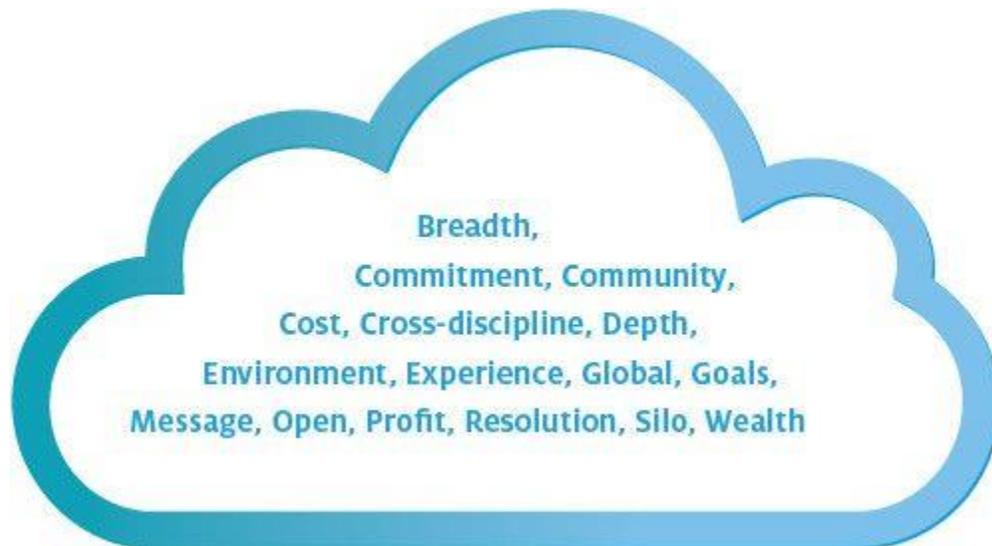 Breadth,
Commitment, Community,
Cost, Cross-discipline, Depth,
Environment, Experience, Global, Goals,
Message, Open, Profit, Resolution, Silo, Wealth